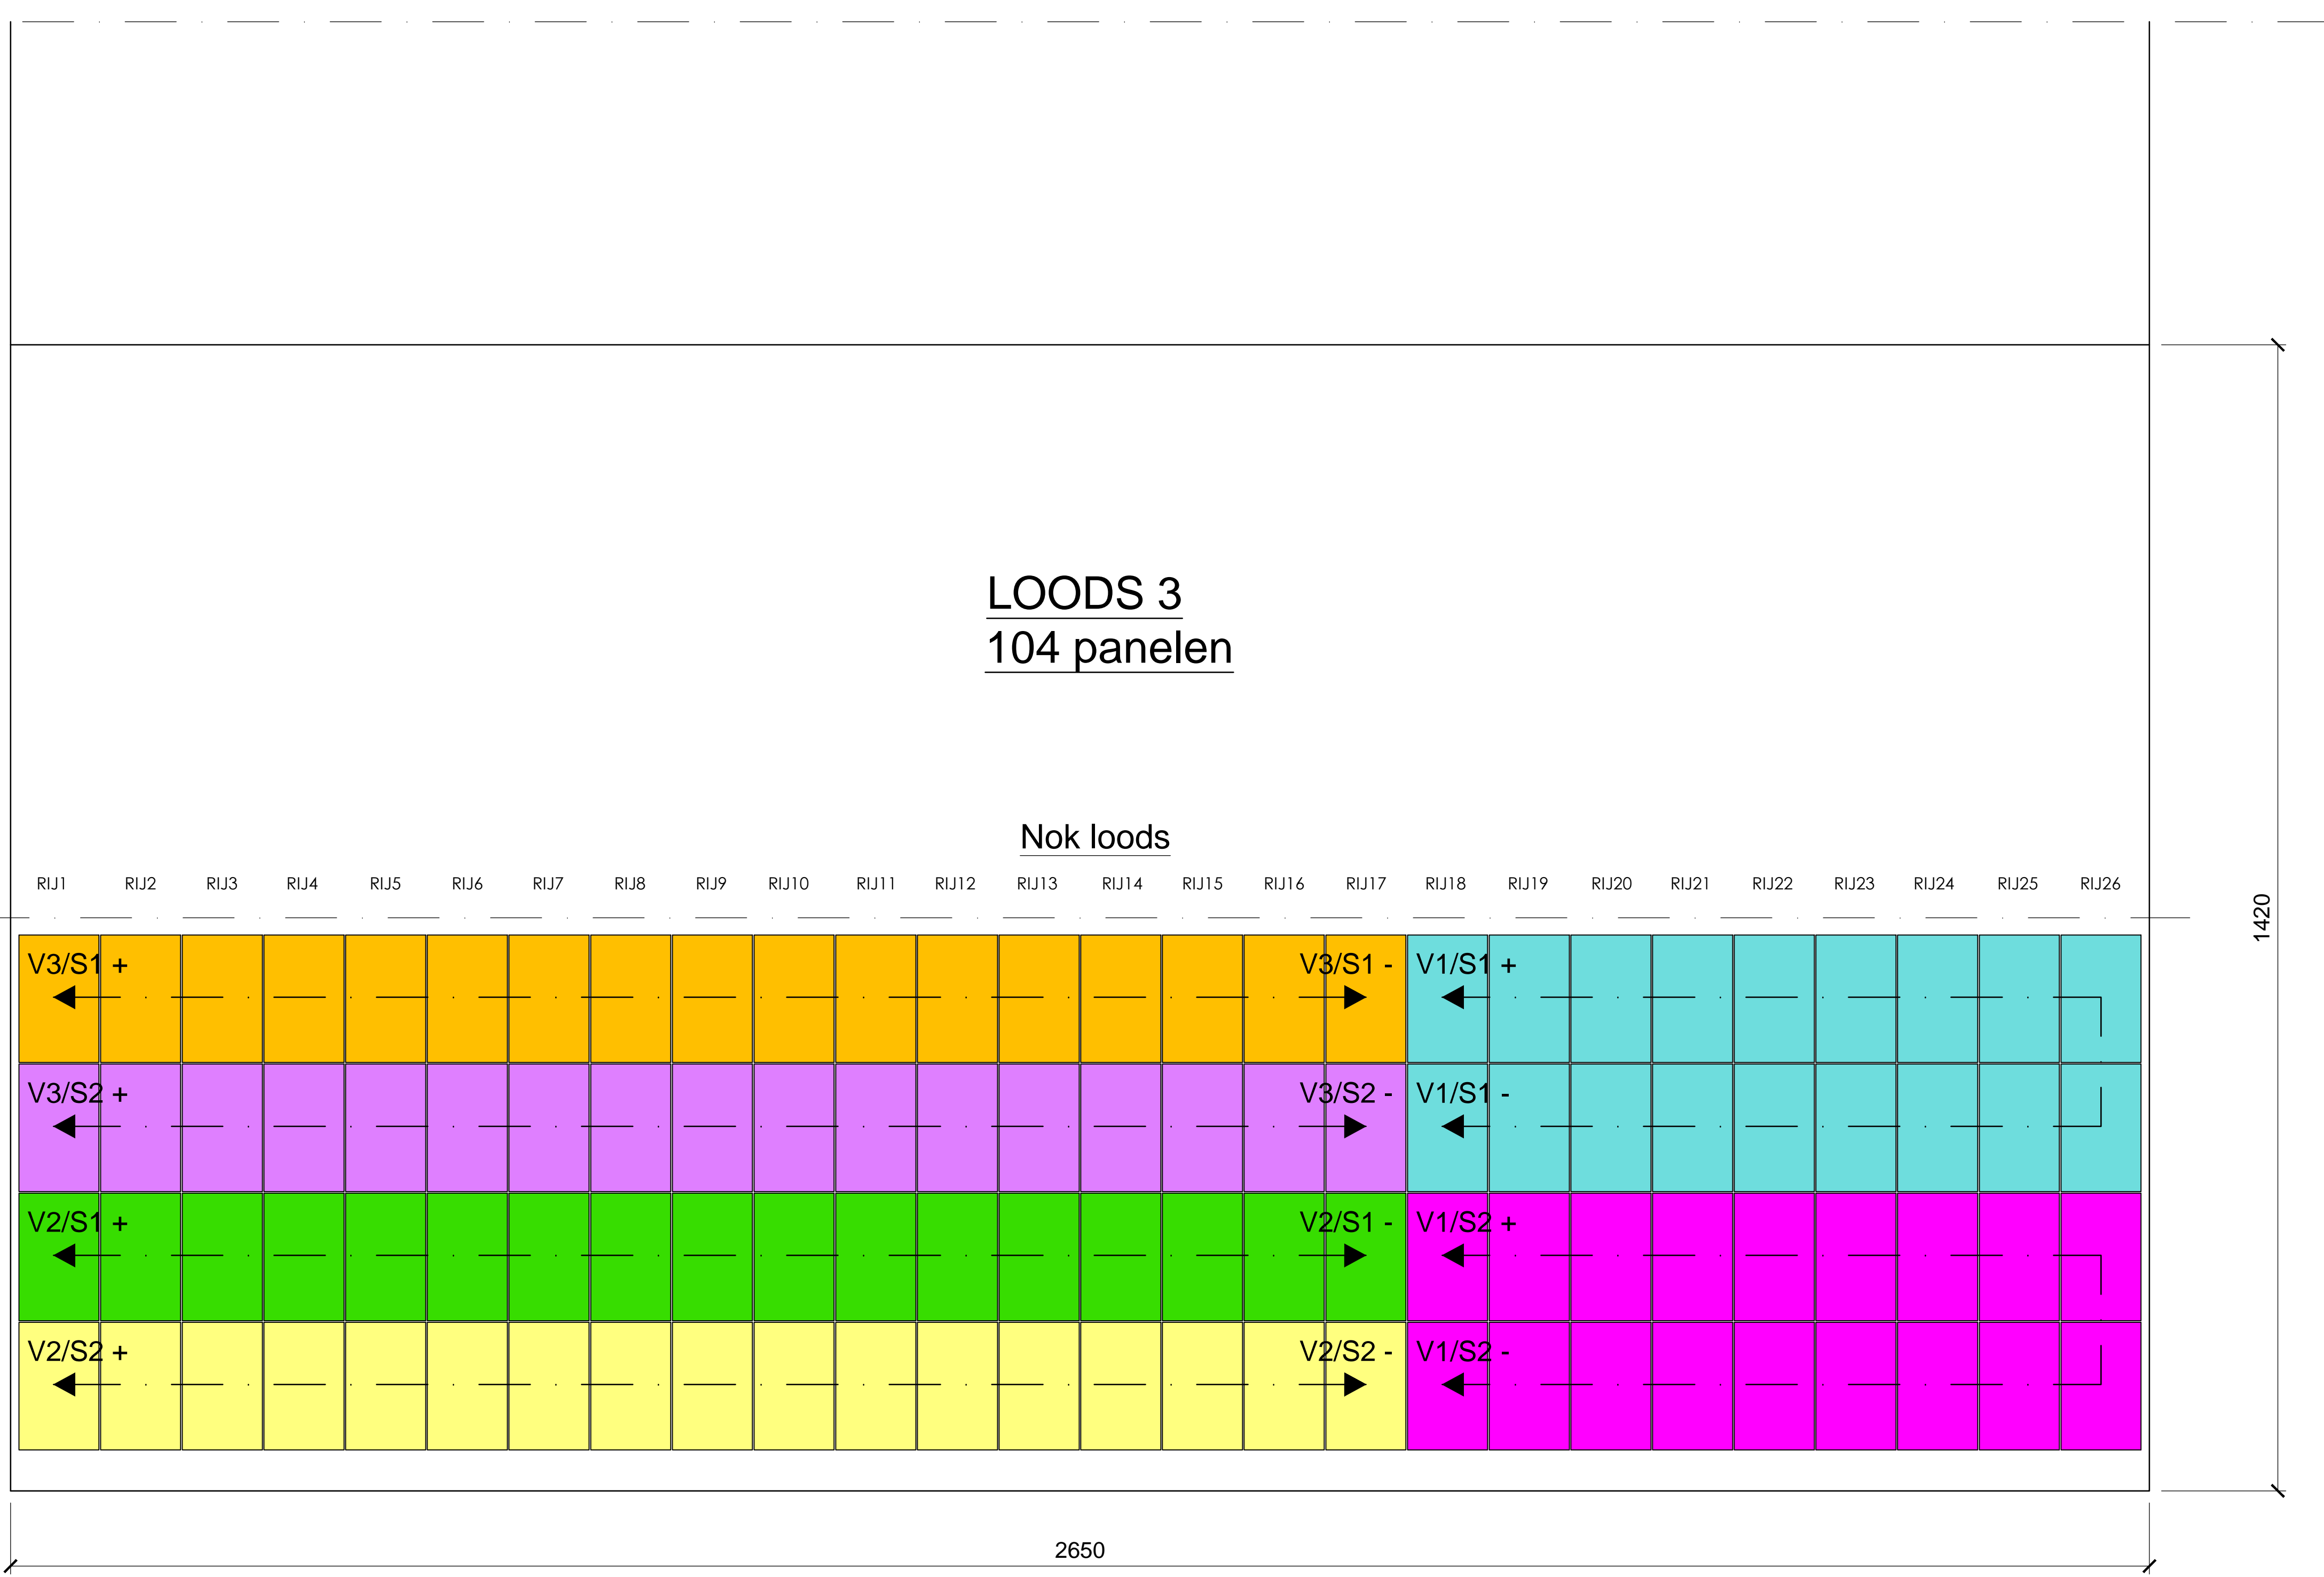 LOODS 3
104 panelen
Nok loods
RIJ1 RIJ2 RIJ3 RIJ4 RIJ5 RIJ6 RIJ7 RIJ8 RIJ9 RIJ10 RIJ11 RIJ12 RIJ13 RIJ14 RIJ15 RIJ16 RIJ17 RIJ18 RIJ19 RIJ20 RIJ21 RIJ22 RIJ23 RIJ24 RIJ25 RIJ26
1420
V3/S1 + V3/S1 - V1/S1 +
V3/S2 + V3/S2 - V1/S1 -
V2/S1 + V2/S1 - V1/S2 +
V2/S2 + V2/S2 - V1/S2 -
2650